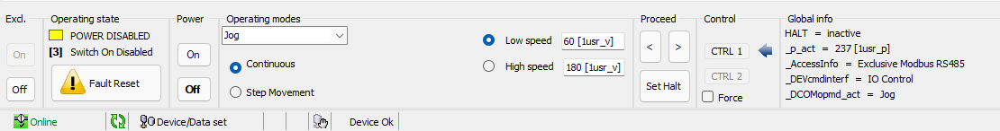 Excl.
On
Off
Operating state
POWER DISABLED
[3] Switch On Disabled
Fault Reset
Power
On
Off
Operating modes
Jog
Continuous
Step Movement
Low speed 60 [1usr_v]
High speed 180 [1usr_v]
Proceed
< >
Set Halt
Control
CTRL 1
CTRL 2
Force
Global info
HALT = inactive
_p_act = 237 [1usr_p]
_AccessInfo = Exclusive Modbus RS485
_DEVcmdinterf = IO Control
_DCOMopmd_act = Jog
Online Device/Data set Device Ok